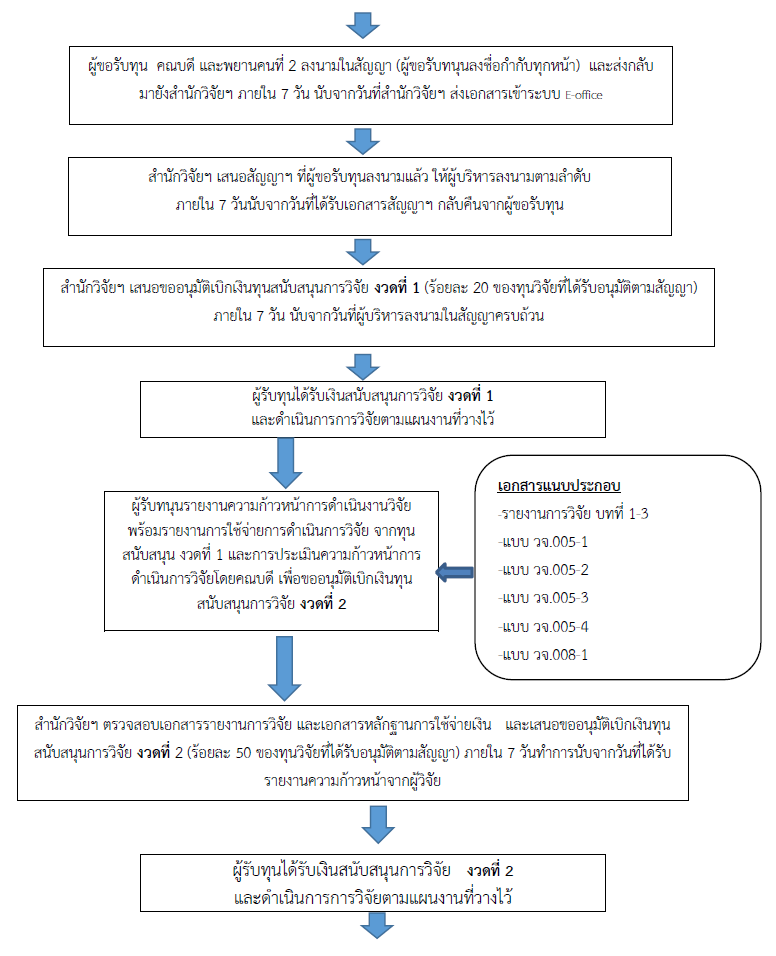 ผู้ขอรับทุน คณบดี และพยานคนที่ 2 ลงนามในสัญญา (ผู้ขอรับทนุนลงชื่อกำกับทุกหน้า) และส่งกลับ
มายังสำนักวิจัยฯ ภายใน 7 วัน นับจากวันที่สำนักวิจัยฯ ส่งเอกสารเข้าระบบ E-office
สำนักวิจัยฯ เสนอสัญญาฯ ที่ผู้ขอรับทุนลงนามแล้ว ให้ผู้บริหารลงนามตามลำดับ
ภายใน 7 วันนับจากวันที่ได้รับเอกสารสัญญาฯ กลับคืนจากผู้ขอรับทุน
สำนักวิจัยฯ เสนอขออนุมัติเบิกเงินทุนสนับสนุนการวิจัย งวดที่ 1 (ร้อยละ 20 ของทุนวิจัยที่ได้รับอนุมัติตามสัญญา)
ภายใน 7 วัน นับจากวันที่ผู้บริหารลงนามในสัญญาครบถ้วน
ผู้รับทุนได้รับเงินสนับสนุนการวิจัย งวดที่ 1
และดำเนินการการวิจัยตามแผนงานที่วางไว้
ผู้รับทนุนรายงานความก้าวหน้าการดำเนินงานวิจัย
พร้อมรายงานการใช้จ่ายการดำเนินการวิจัย จากทุน
สนับสนุน งวดที่ 1 และการประเมินความก้าวหน้าการ
ดำเนินการวิจัยโดยคณบดี เพื่อขออนุมัติเบิกเงินทุน
สนับสนุนการวิจัย งวดที่ 2
เอกสารแนบประกอบ
-รายงานการวิจัย บทที่ 1-3
-แบบ วจ.005-1
-แบบ วจ.005-2
-แบบ วจ.005-3
-แบบ วจ.005-4
-แบบ วจ.008-1
สำนักวิจัยฯ ตรวจสอบเอกสารรายงานการวิจัย และเอกสารหลักฐานการใช้จ่ายเงิน และเสนอขออนุมัติเบิกเงินทุน
สนับสนุนการวิจัย งวดที่ 2 (ร้อยละ 50 ของทุนวิจัยที่ได้รับอนุมัติตามสัญญา) ภายใน 7 วันทำการนับจากวันที่ได้รับ
รายงานความก้าวหน้าจากผู้วิจัย
ผู้รับทุนได้รับเงินสนับสนุนการวิจัย งวดที่ 2
และดำเนินการการวิจัยตามแผนงานที่วางไว้